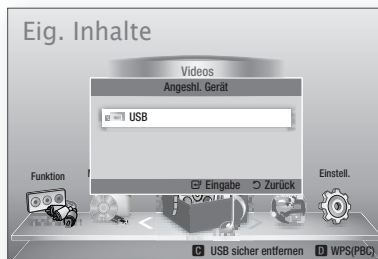 Eig. Inhalte
Videos
Angeshl. Gerät
USB
Funktion
Einstell.
Eingabe
Zurück
C USB sicher entfernen D WPS(PBC)